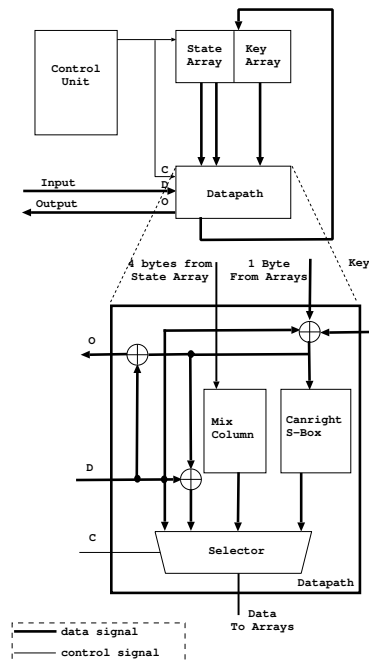 Control
Unit
State
Array
Key
Array
C
D
O
Input
Output
Datapath
4 bytes from
State Array
1 Byte
From Arrays
Key
O
Mix
Column
Canright
S-Box
D
C
Selector
Datapath
Data
To Arrays
data signal
control signal